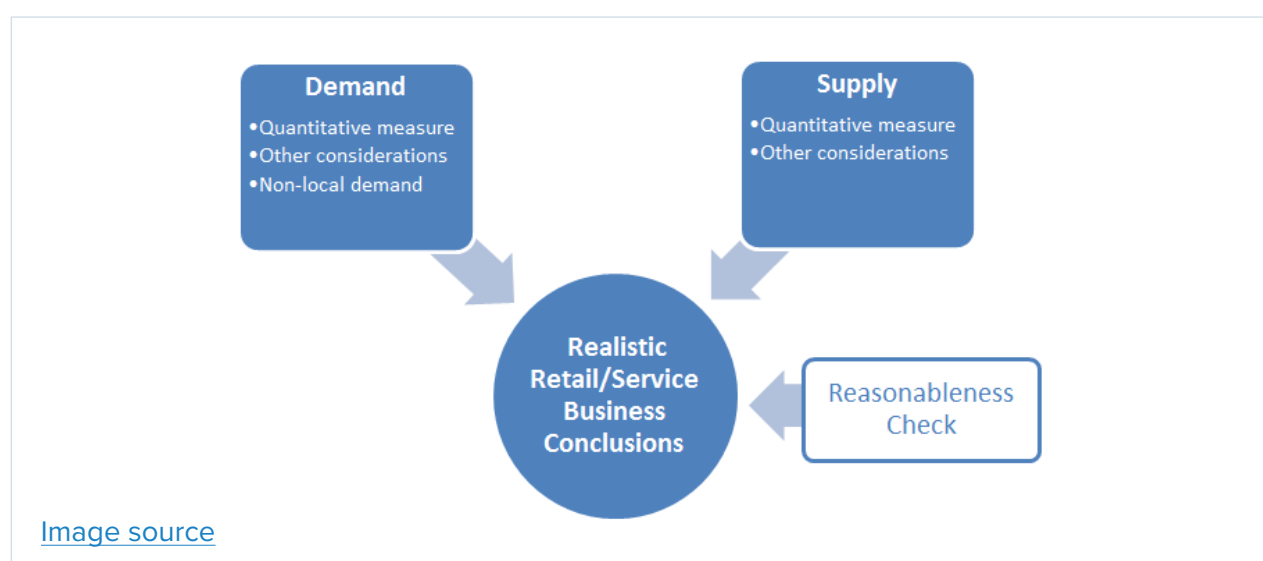 Demand
•Quantitative measure
•Other considerations
•Non-local demand
Supply
•Quantitative measure
•Other considerations
Realistic
Retail/Service
Business
Conclusions
Reasonableness
Check
Image source